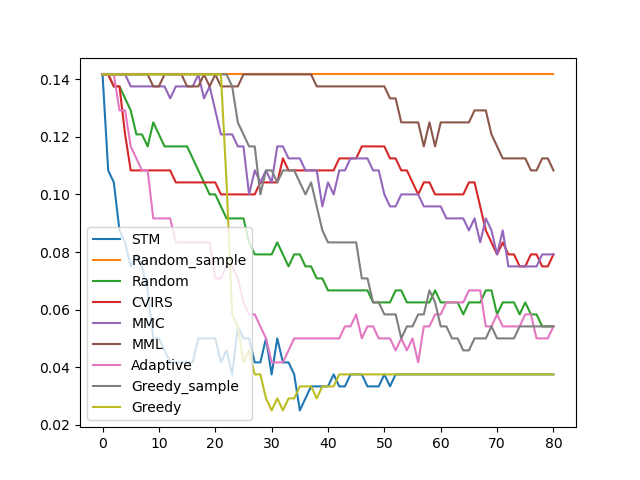 0.14
0.12
0.10
0.08
0.06
0.04
0.02
STM
Random_sample
Random
CVIRS
MMC
MML
Adaptive
Greedy_sample
Greedy
0 10 20 30 40 50 60 70 80